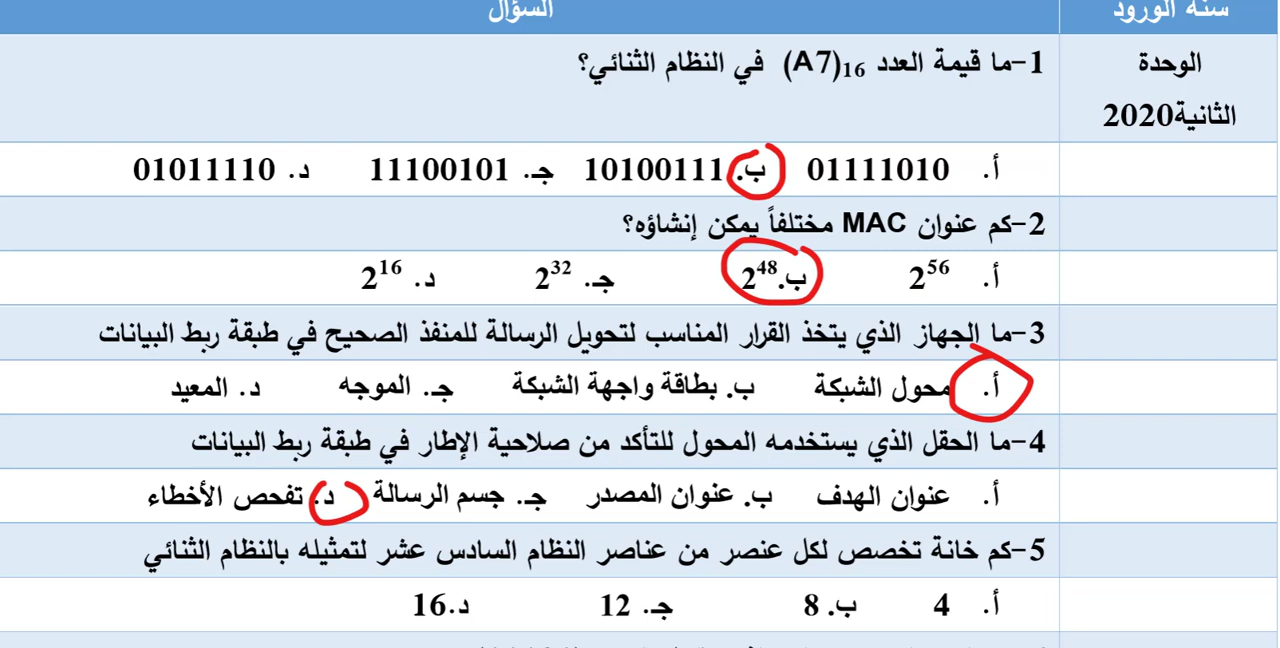 سنة الورود السؤال
الوحدة الثانية2020
1-ما قيمة العدد (A7)16 في النظام الثنائي؟
أ. 01111010 ب. 10100111 جـ. 11100101 د. 01011110
2-كم عنوان MAC مختلفاً يمكن إنشاؤه؟
أ. 2^56 ب. 2^48 جـ. 2^32 د. 2^16
3-ما الجهاز الذي يتخذ القرار المناسب لتحويل الرسالة للمنفذ الصحيح في طبقة ربط البيانات
أ. محول الشبكة ب. بطاقة واجهة الشبكة جـ. الموجه د. المعيد
4-ما الحقل الذي يستخدمه المحول للتأكد من صلاحية الإطار في طبقة ربط البيانات
أ. عنوان الهدف ب. عنوان المصدر جـ. جسم الرسالة د. تفحص الأخطاء
5-كم خانة تخصص لكل عنصر من عناصر النظام السادس عشر لتمثيله بالنظام الثنائي
أ. 4 ب. 8 جـ. 12 د.16